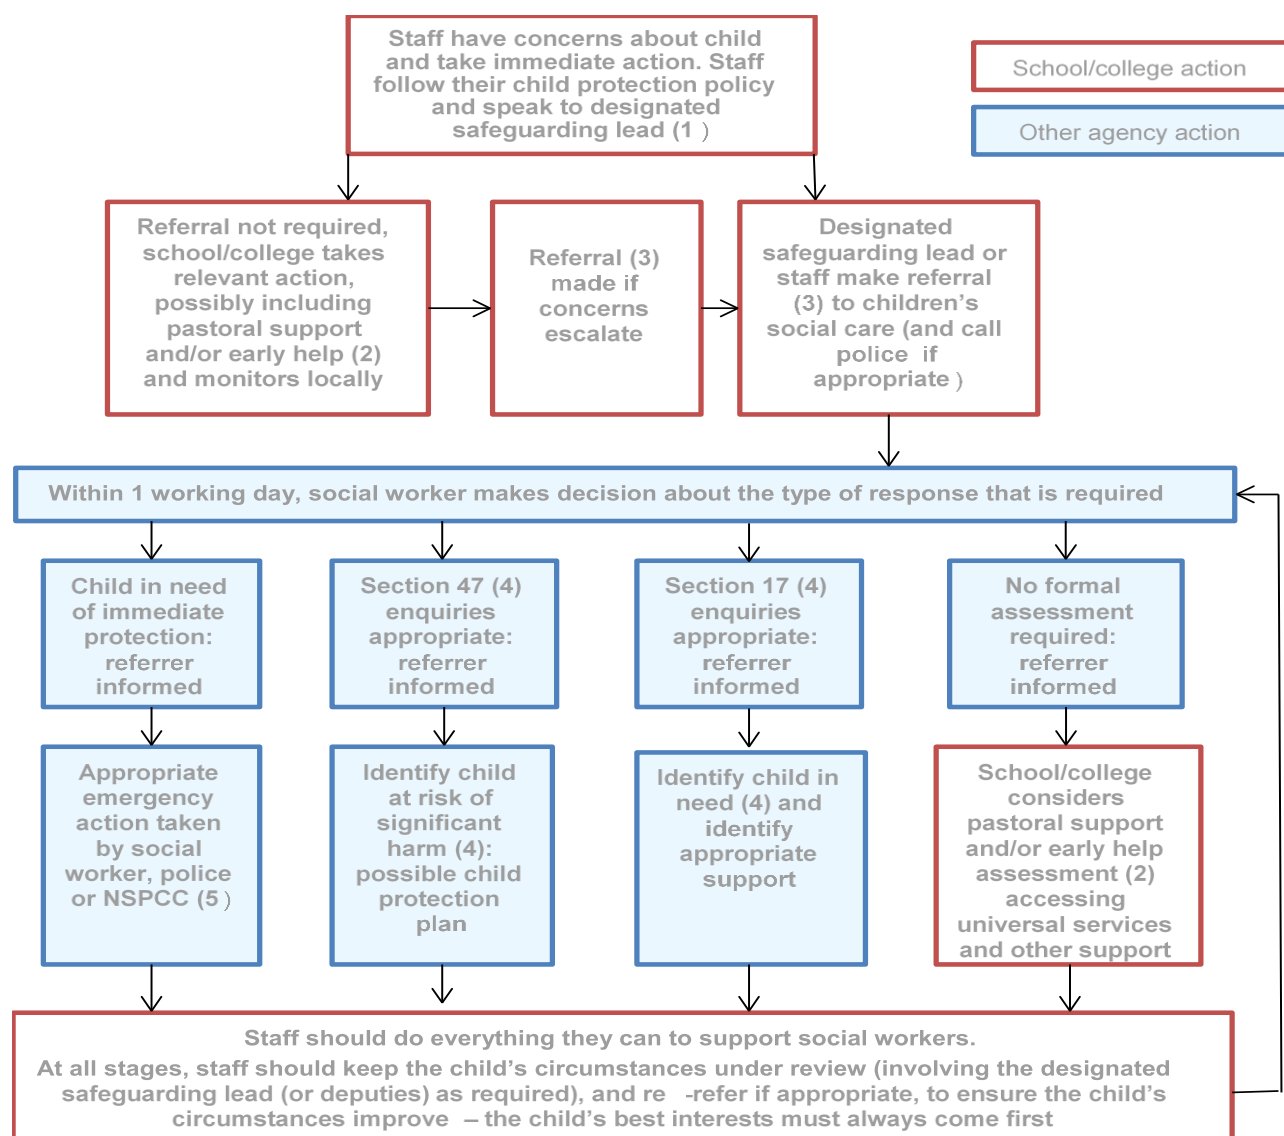 Staff have concerns about child
and take immediate action. Staff
follow their child protection policy
and speak to designated
safeguarding lead (1 )
School/college action
Other agency action
Referral not required,
school/college takes
relevant action,
possibly including
pastoral support
and/or early help (2)
and monitors locally
Referral (3)
made if
concerns
escalate
Designated
safeguarding lead or
staff make referral
(3) to children’s
social care (and call
police if
appropriate )
Within 1 working day, social worker makes decision about the type of response that is required
Child in need
of immediate
protection:
referrer
informed
Section 47 (4)
enquiries
appropriate:
referrer
informed
Section 17 (4)
enquiries
appropriate:
referrer
informed
No formal
assessment
required:
referrer
informed
Appropriate
emergency
action taken
by social
worker, police
or NSPCC (5 )
Identify child
at risk of
significant
harm (4):
possible child
protection
plan
Identify child in
need (4) and
identify
appropriate
support
School/college
considers
pastoral support
and/or early help
assessment (2)
accessing
universal services
and other support
Staff should do everything they can to support social workers.
At all stages, staff should keep the child’s circumstances under review (involving the designated
safeguarding lead (or deputies) as required), and re -refer if appropriate, to ensure the child’s
circumstances improve – the child’s best interests must always come first